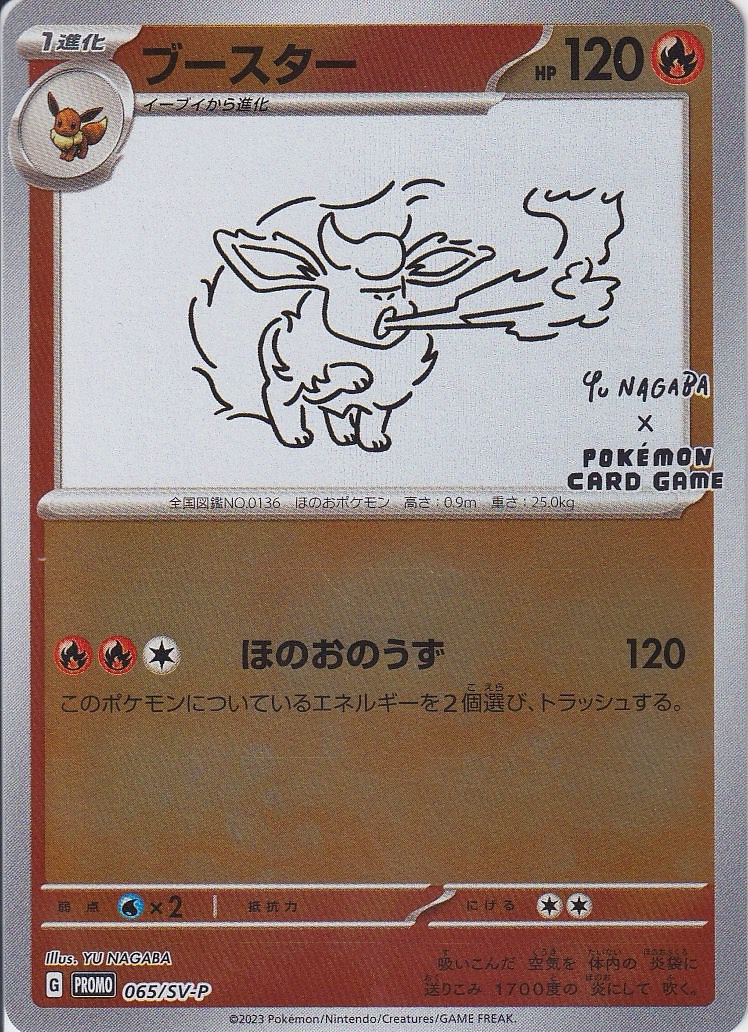 1進化
ブースター
HP 120
イーブイから進化
Yu NAGABA
×
POKÉMON
CARD GAME
全国図鑑NO.0136 ほのおポケモン 高さ:0.9m 重さ:25.0kg
ほのおのうず 120
このポケモンについているエネルギーを2個選び、トラッシュする。
弱点 ×2 抵抗力 にげる
Illus. YU NAGABA
G PROMO 065/SV-P
吸いこんだ 空気を 体内の 炎袋に
送りこみ 1700度の 炎にして 吹く。
©2023 Pokémon/Nintendo/Creatures/GAME FREAK.